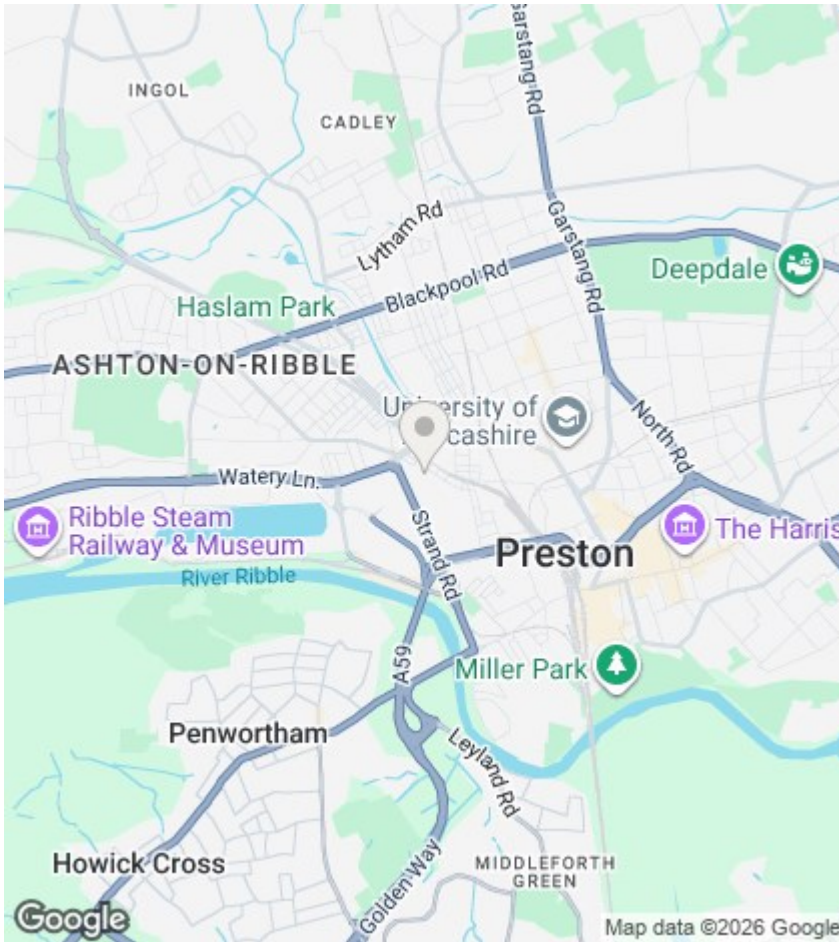 Garstang Rd
INGOL
CADLEY
Lytham Rd
Garstang Rd
Deepdale
Blackpool Rd
Haslam Park
ASHTON-ON-RIBBLE
University of
North Rd
Watery Ln.
Ribble Steam
Railway & Museum
Strand Rd
The Harris
Preston
River Ribble
A59
Miller Park
Penwortham
Leyland Rd
Howick Cross
Golden Way
MIDDLEFORTH
GREEN
Google
Map data ©2026 Google